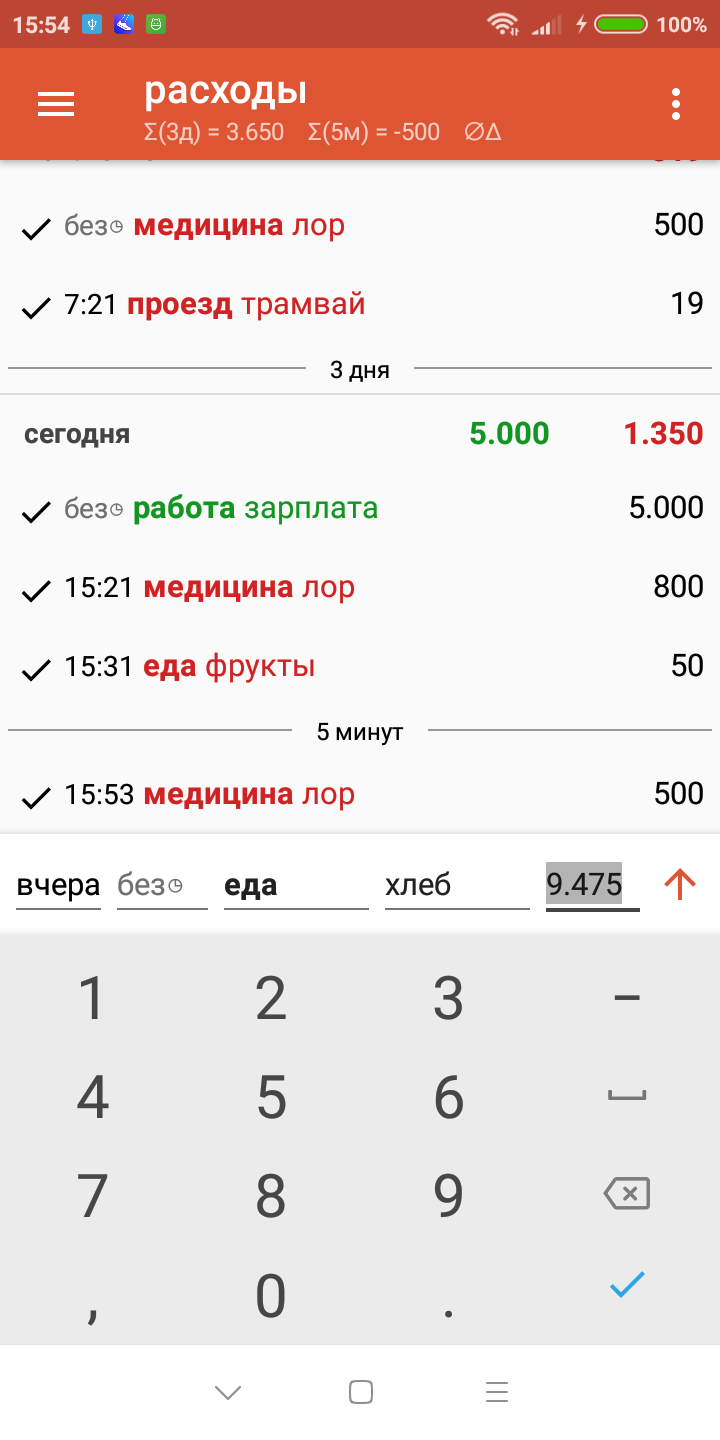 15:54 100%
расходы
Σ(3д) = 3.650 Σ(5м) = -500 ∅Δ
без медицина лор 500
7:21 проезд трамвай 19
3 дня
сегодня 5.000 1.350
без работа зарплата 5.000
15:21 медицина лор 800
15:31 еда фрукты 50
5 минут
15:53 медицина лор 500
вчера без еда хлеб 9.475
1 2 3 –
4 5 6
7 8 9
, 0 .